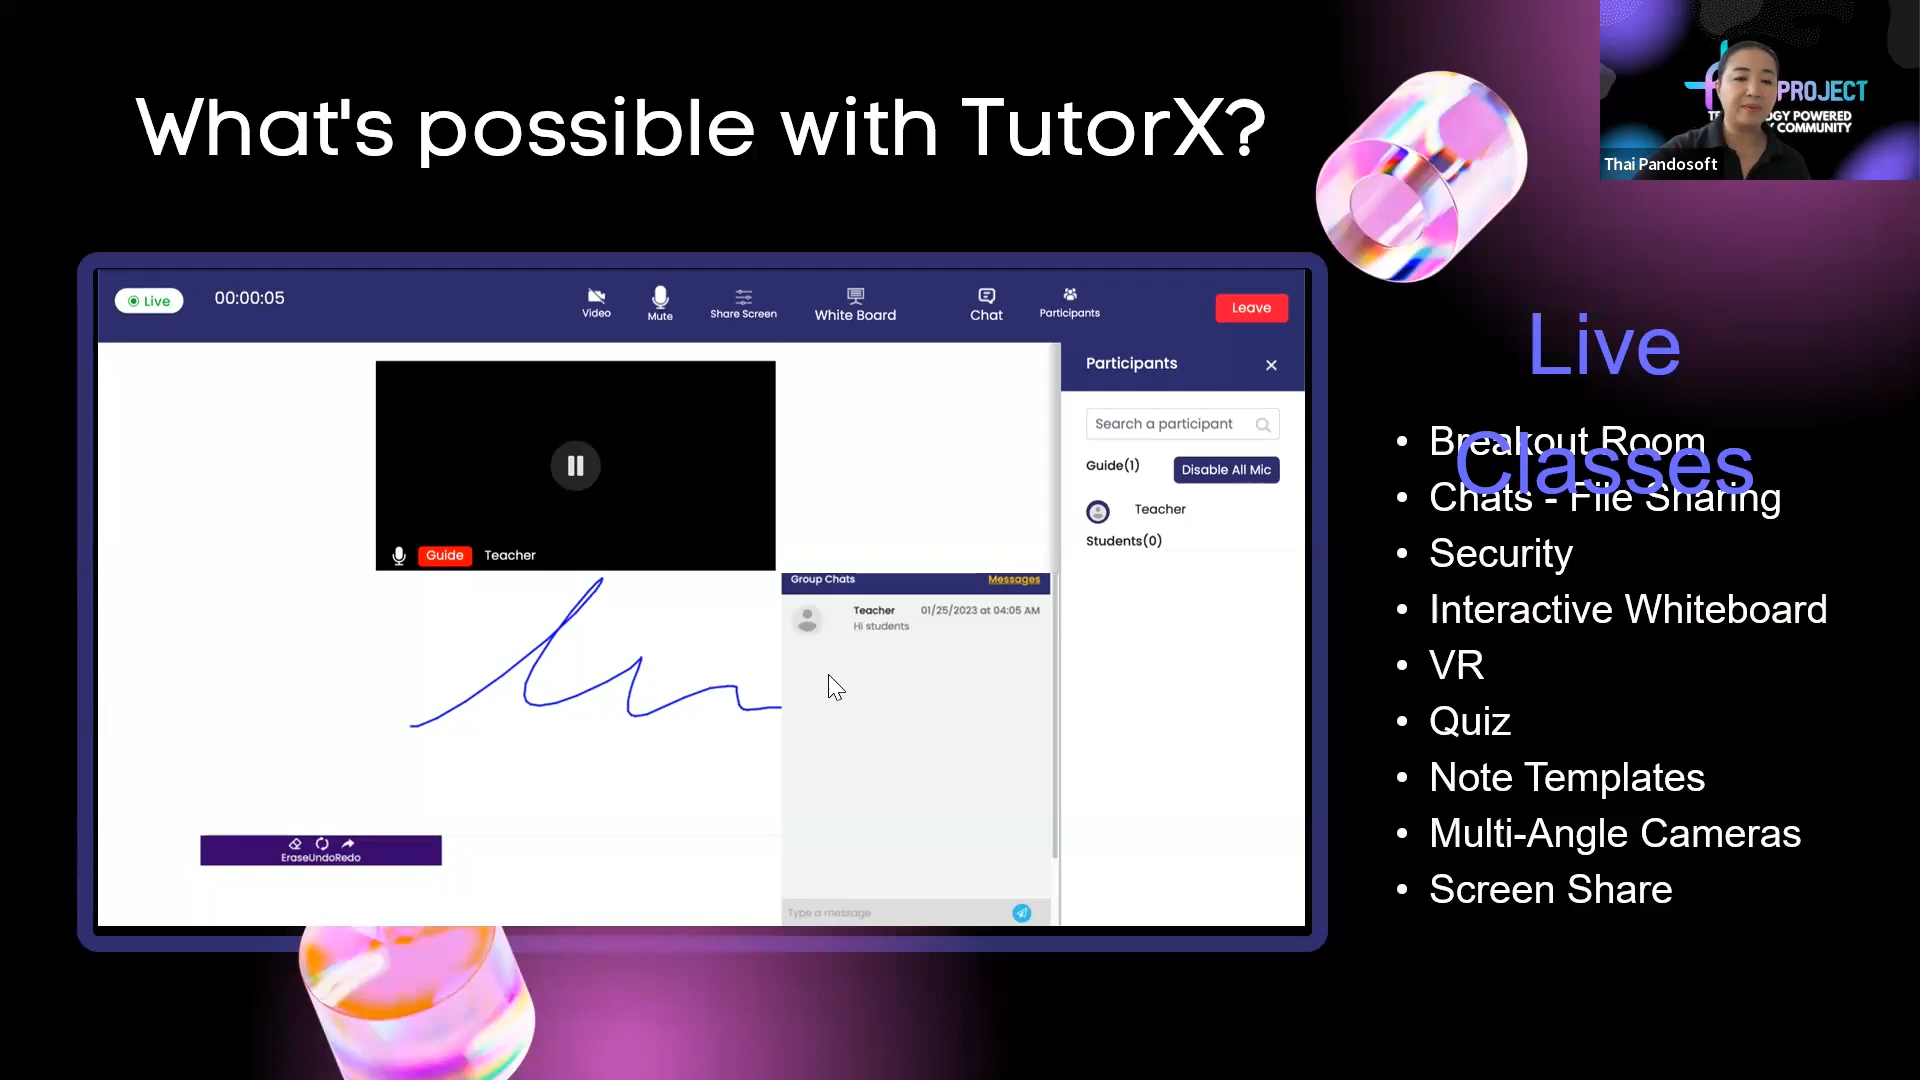 What's possible with TutorX?
PROJECT
OGY POWERED
COMMUNITY
Thai Pandosoft
Live
00:00:05
Video
Mute
Share Screen
White Board
Chat
Participants
Leave
Participants
Search a participant
Guide(1)
Disable All Mic
Teacher
Students(0)
Guide Teacher
Group Chats
Messages
Teacher 01/25/2023 at 04:05 AM
Hi students
EraseUndoRedo
Type a message
Live
Classes
• Breakout Room
• Chats - File Sharing
• Security
• Interactive Whiteboard
• VR
• Quiz
• Note Templates
• Multi-Angle Cameras
• Screen Share